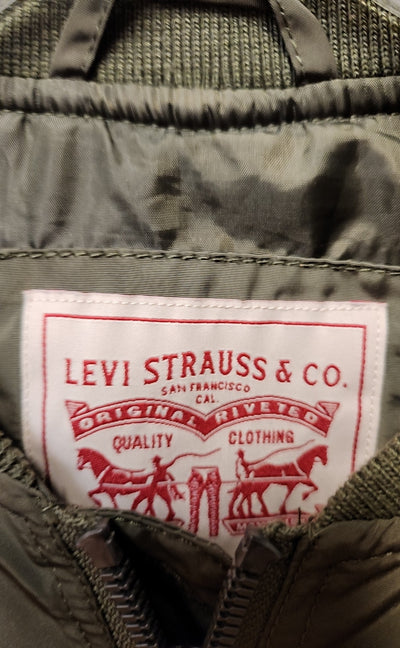 LEVI STRAUSS & CO.
SAN FRANCISCO
CAL.
ORIGINAL RIVETED
QUALITY CLOTHING